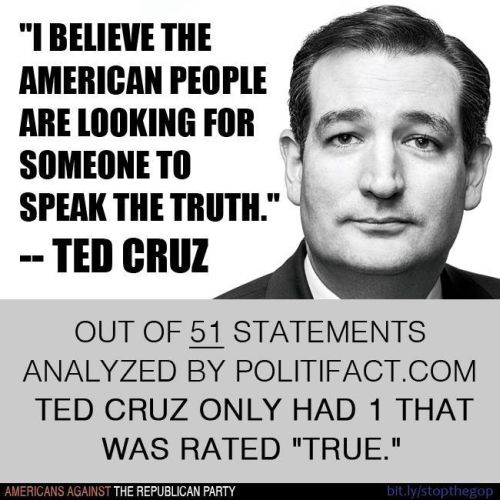 "I BELIEVE THE
AMERICAN PEOPLE
ARE LOOKING FOR
SOMEONE TO
SPEAK THE TRUTH."
-- TED CRUZ
OUT OF 51 STATEMENTS
ANALYZED BY POLITIFACT.COM
TED CRUZ ONLY HAD 1 THAT
WAS RATED "TRUE."
AMERICANS AGAINST THE REPUBLICAN PARTY bit.ly/stopthegop